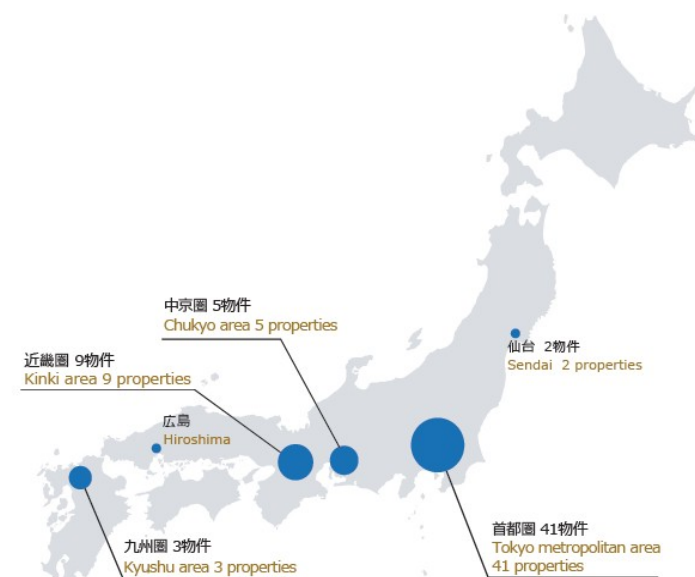 中京圏 5物件
Chukyo area 5 properties
仙台 2物件
Sendai 2 properties
近畿圏 9物件
Kinki area 9 properties
広島
Hiroshima
首都圏 41物件
Tokyo metropolitan area
41 properties
九州圏 3物件
Kyushu area 3 properties